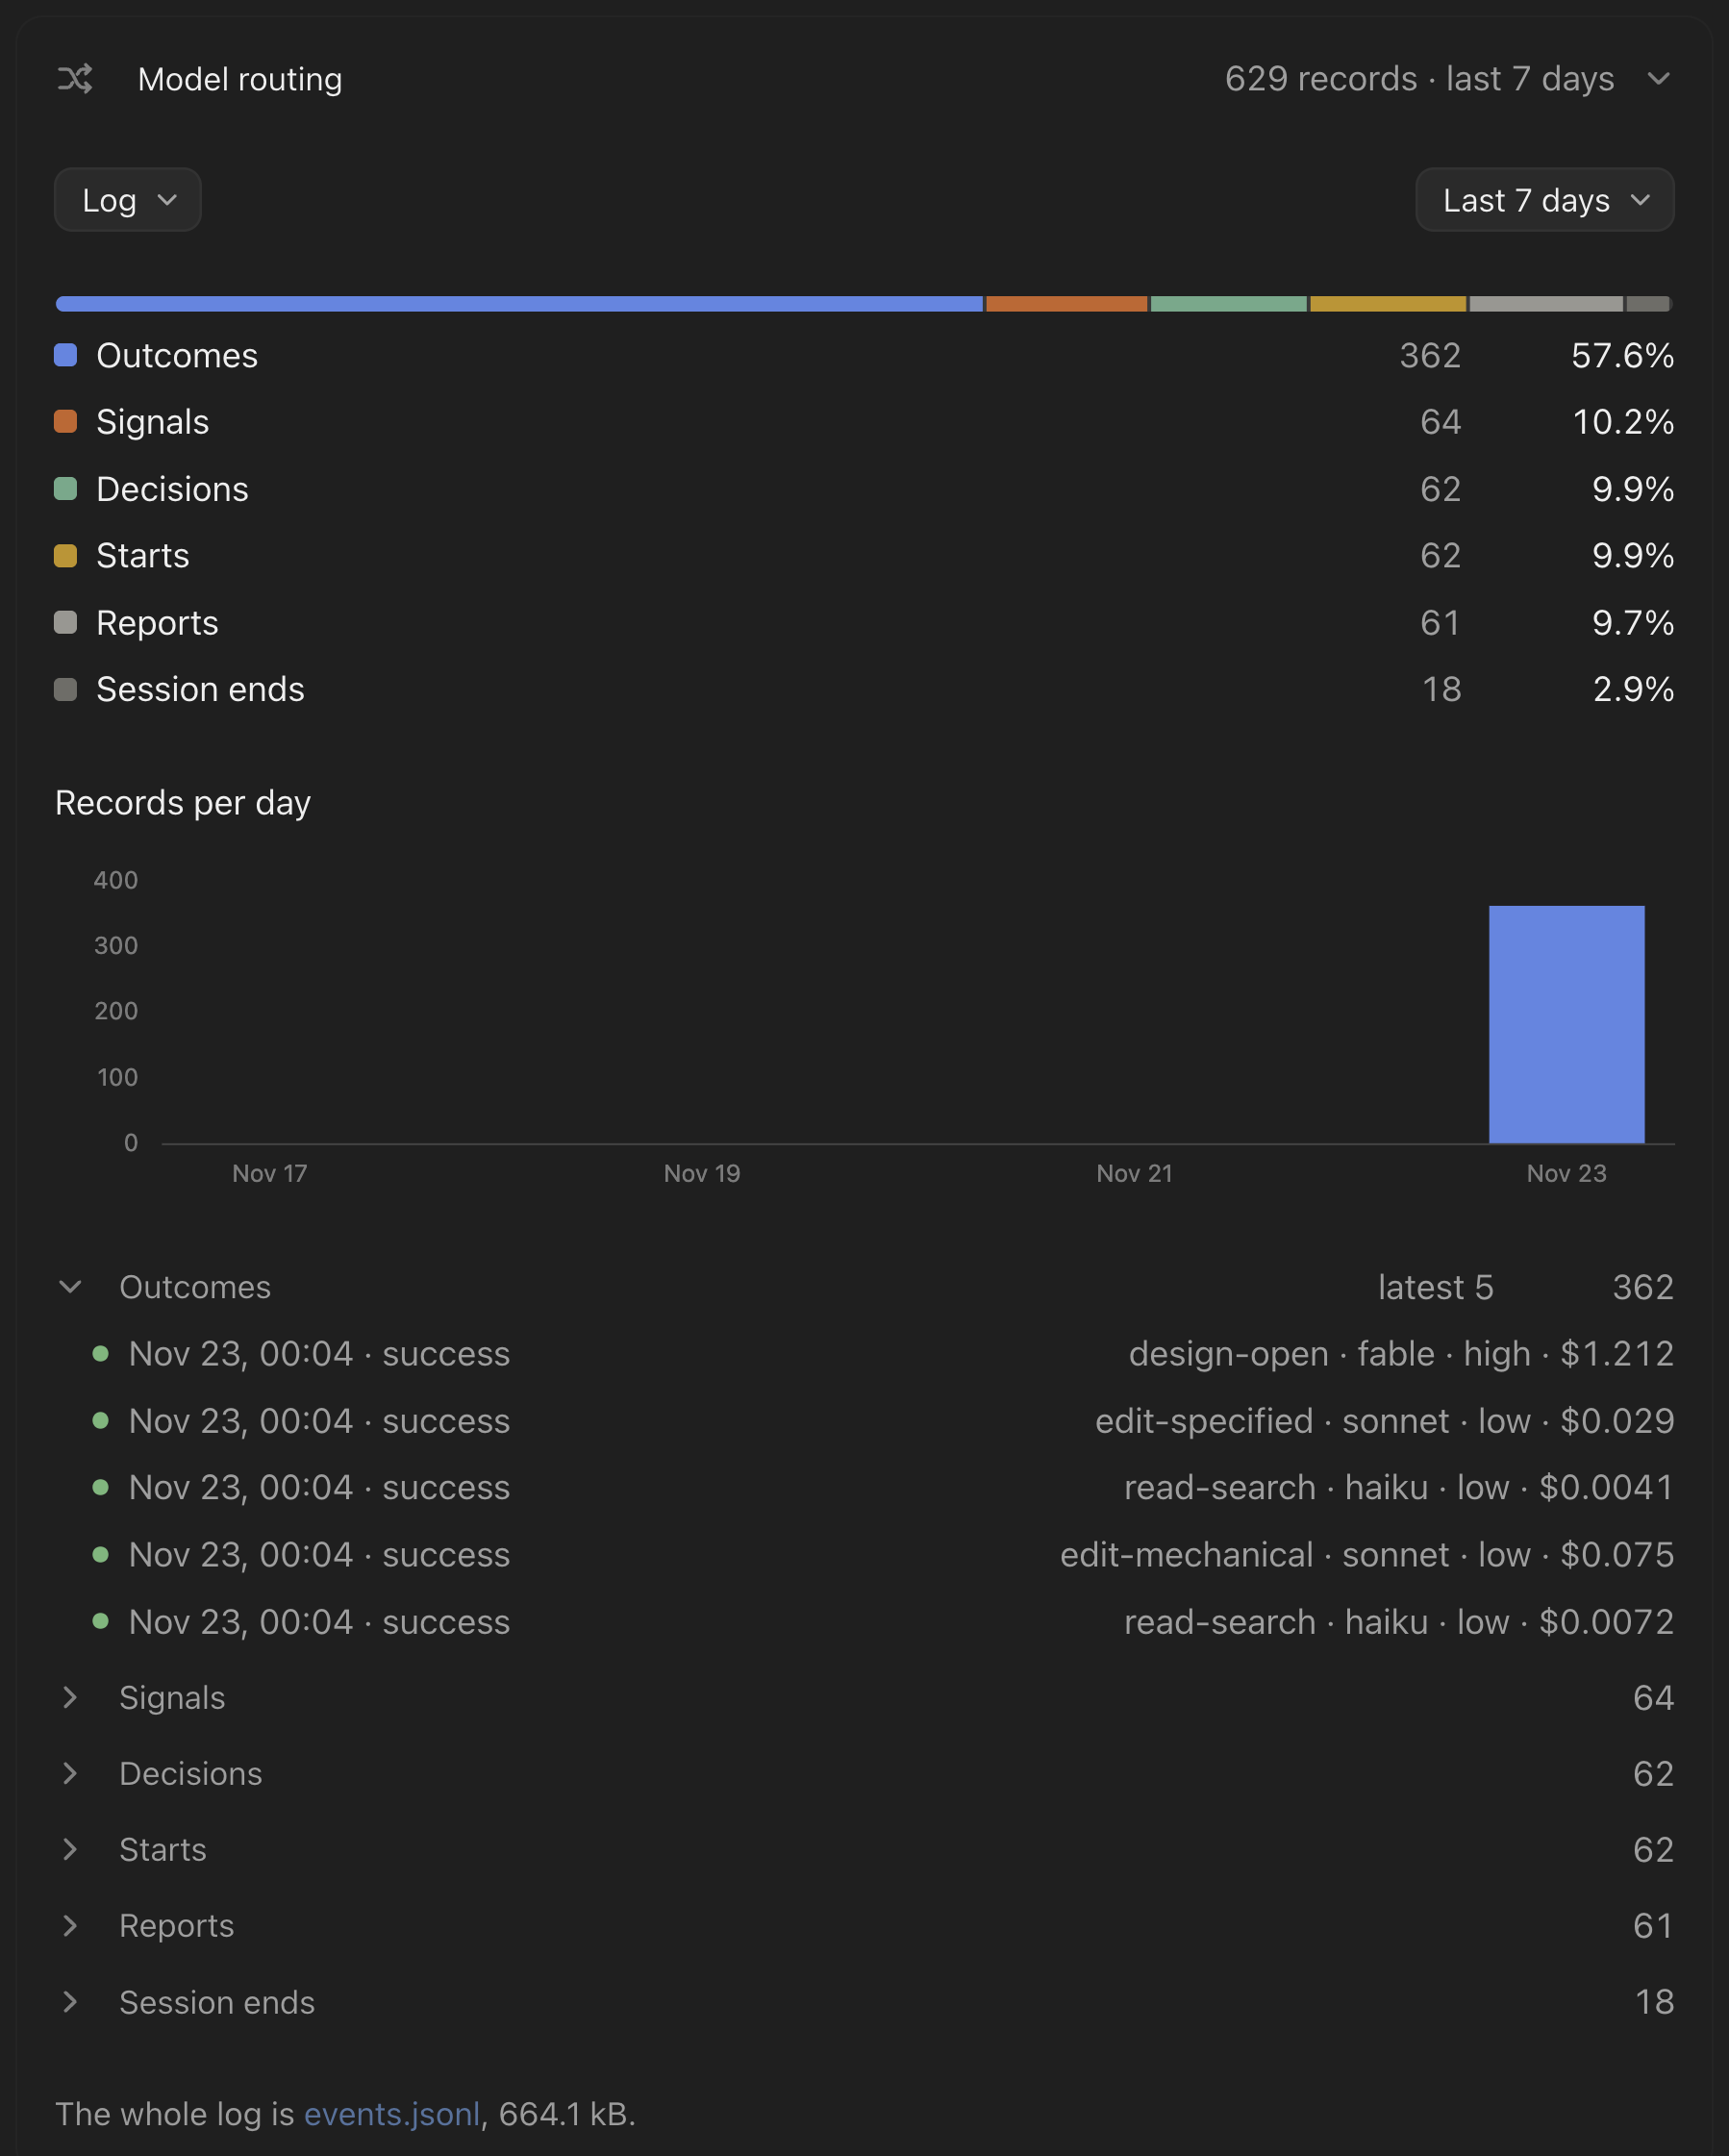 Model routing 629 records · last 7 days
Log Last 7 days
Outcomes 362 57.6%
Signals 64 10.2%
Decisions 62 9.9%
Starts 62 9.9%
Reports 61 9.7%
Session ends 18 2.9%
Records per day
400
300
200
100
0
Nov 17 Nov 19 Nov 21 Nov 23
Outcomes latest 5 362
Nov 23, 00:04 · success design-open · fable · high · $1.212
Nov 23, 00:04 · success edit-specified · sonnet · low · $0.029
Nov 23, 00:04 · success read-search · haiku · low · $0.0041
Nov 23, 00:04 · success edit-mechanical · sonnet · low · $0.075
Nov 23, 00:04 · success read-search · haiku · low · $0.0072
Signals 64
Decisions 62
Starts 62
Reports 61
Session ends 18
The whole log is events.jsonl, 664.1 kB.